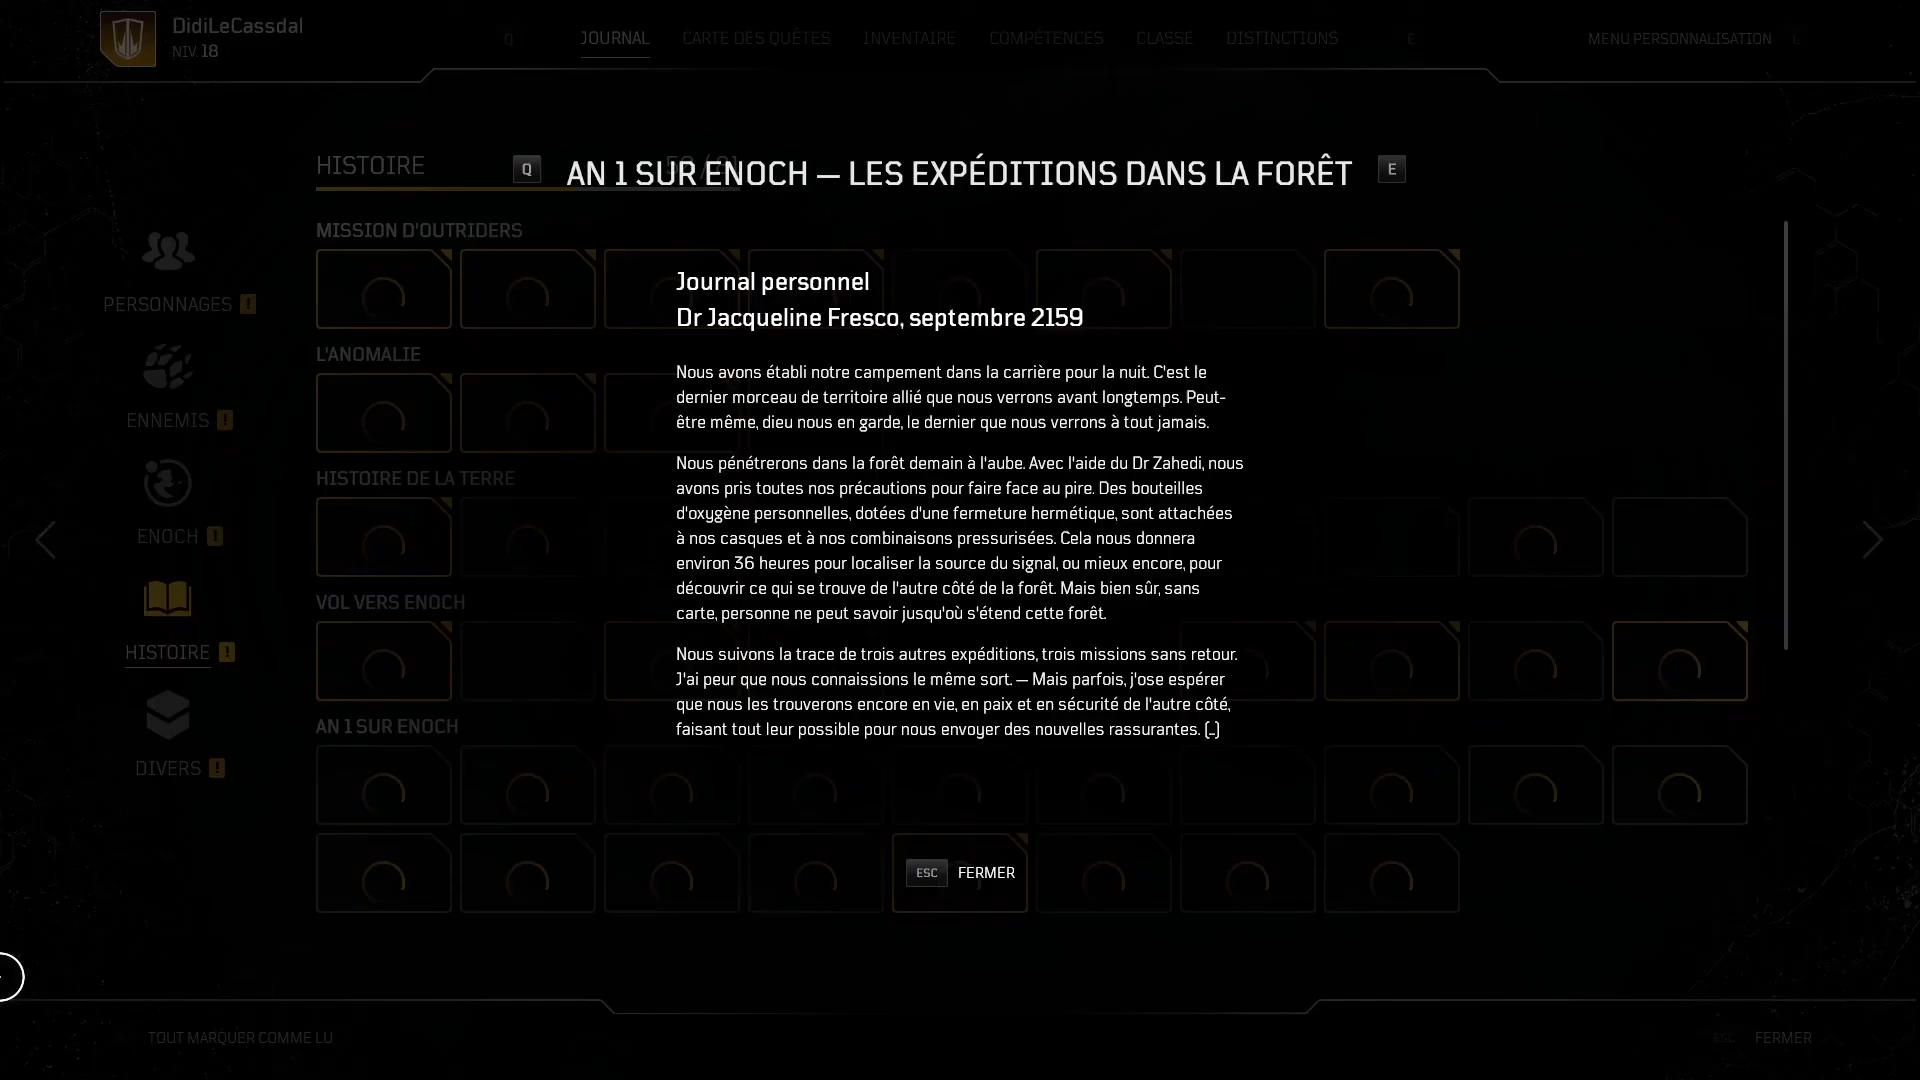 DidiLeCassdal
NIV. 18
Q
JOURNAL
CARTE DES QUÊTES
INVENTAIRE
COMPÉTENCES
CLASSE
DISTINCTIONS
E
MENU PERSONNALISATION
L
HISTOIRE
Q
AN 1 SUR ENOCH — LES EXPÉDITIONS DANS LA FORÊT
E
MISSION D'OUTRIDERS
PERSONNAGES !
L'ANOMALIE
ENNEMIS !
HISTOIRE DE LA TERRE
ENOCH !
VOL VERS ENOCH
HISTOIRE !
AN 1 SUR ENOCH
DIVERS !
Journal personnel
Dr Jacqueline Fresco, septembre 2159
Nous avons établi notre campement dans la carrière pour la nuit. C'est le
dernier morceau de territoire allié que nous verrons avant longtemps. Peut-
être même, dieu nous en garde, le dernier que nous verrons à tout jamais.
Nous pénétrerons dans la forêt demain à l'aube. Avec l'aide du Dr Zahedi, nous
avons pris toutes nos précautions pour faire face au pire. Des bouteilles
d'oxygène personnelles, dotées d'une fermeture hermétique, sont attachées
à nos casques et à nos combinaisons pressurisées. Cela nous donnera
environ 36 heures pour localiser la source du signal, ou mieux encore, pour
découvrir ce qui se trouve de l'autre côté de la forêt. Mais bien sûr, sans
carte, personne ne peut savoir jusqu'où s'étend cette forêt.
Nous suivons la trace de trois autres expéditions, trois missions sans retour.
J'ai peur que nous connaissions le même sort. — Mais parfois, j'ose espérer
que nous les trouverons encore en vie, en paix et en sécurité de l'autre côté,
faisant tout leur possible pour nous envoyer des nouvelles rassurantes. (...)
ESC FERMER
TOUT MARQUER COMME LU
ESC FERMER